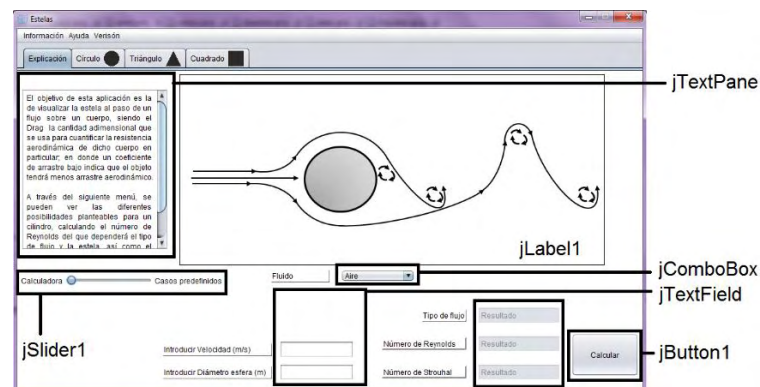 Estelas
Información Ayuda Verisón
Explicación Círculo Triángulo Cuadrado
El objetivo de esta aplicación es la
de visualizar la estela al paso de un
flujo sobre un cuerpo, siendo el
Drag la cantidad adimensional que
se usa para cuantificar la resistencia
aerodinámica de dicho cuerpo en
particular; en donde un coeficiente
de arrastre bajo indica que el objeto
tendrá menos arrastre aerodinámico.
A través del siguiente menú, se
pueden ver las diferentes
posibilidades planteables para un
cilindro, calculando el número de
Reynolds del que dependerá el tipo
de flujo y la estela, así como el
jTextPane
jLabel1
Calculadora Casos predefinidos
Fluido Aire
jComboBox
jTextField
Tipo de flujo Resultado
Introducir Velocidad (m/s) Número de Reynolds Resultado
Introducir Diámetro esfera (m) Número de Strouhal Resultado
Calcular
jSlider1
jButton1